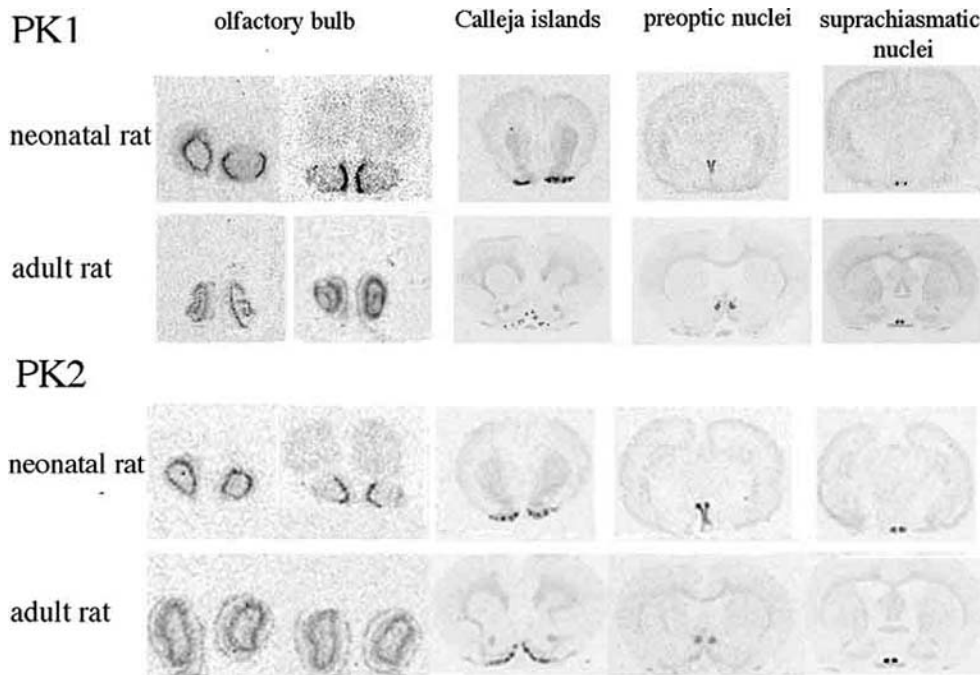 PK1
olfactory bulb
Calleja islands
preoptic nuclei
suprachiasmatic
nuclei
neonatal rat
adult rat
PK2
neonatal rat
adult rat